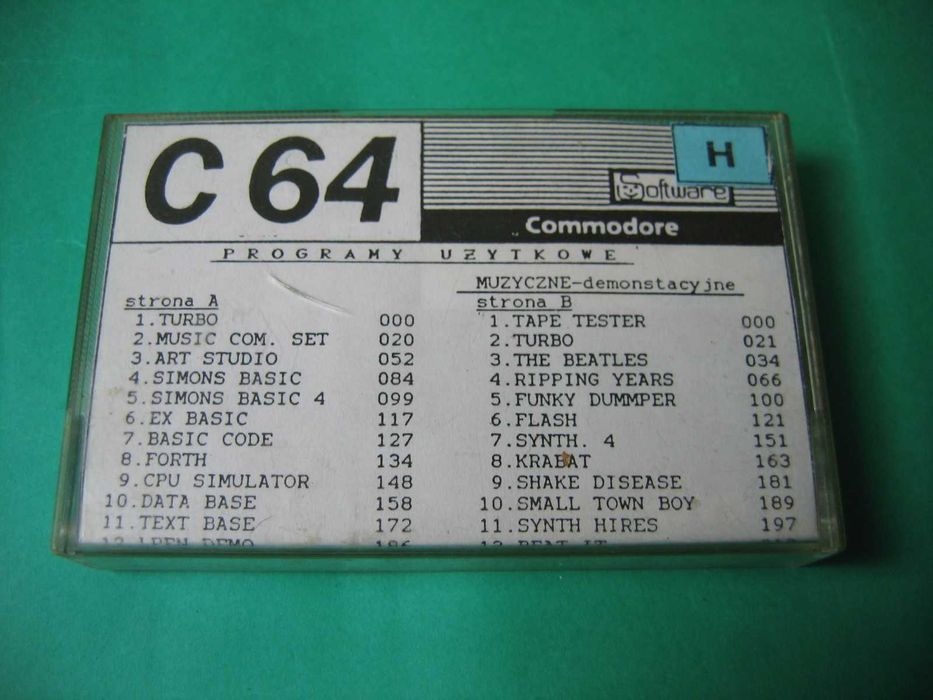 C 64
H
Software
Commodore
PROGRAMY UZYTKOWE
MUZYCZNE-demonstacyjne
strona A
1.TURBO 000
2.MUSIC COM. SET 020
3.ART STUDIO 052
4.SIMONS BASIC 084
5.SIMONS BASIC 4 099
6.EX BASIC 117
7.BASIC CODE 127
8.FORTH 134
9.CPU SIMULATOR 148
10.DATA BASE 158
11.TEXT BASE 172
strona B
1.TAPE TESTER 000
2.TURBO 021
3.THE BEATLES 034
4.RIPPING YEARS 066
5.FUNKY DUMMPER 100
6.FLASH 121
7.SYNTH. 4 151
8.KRABAT 163
9.SHAKE DISEASE 181
10.SMALL TOWN BOY 189
11.SYNTH HIRES 197